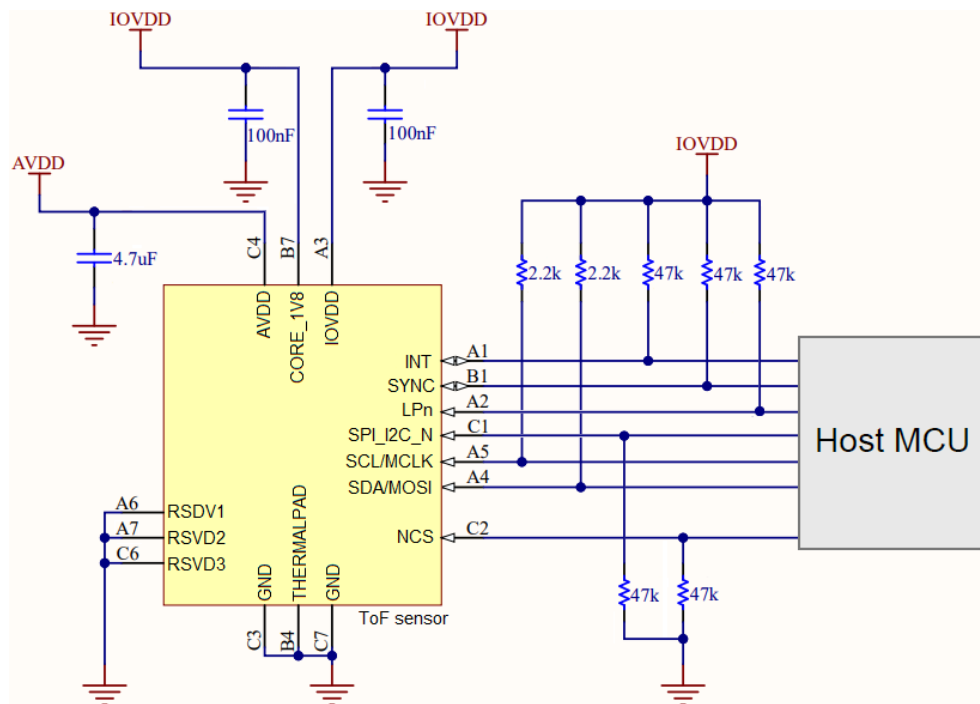 IOVDD
IOVDD
100nF
100nF
AVDD
IOVDD
4.7uF
C4
B7
A3
2.2k
2.2k
47k
47k
47k
AVDD
CORE_1V8
IOVDD
INT
A1
SYNC
B1
LPn
A2
SPI_I2C_N
C1
SCL/MCLK
A5
SDA/MOSI
A4
Host MCU
A6
RSDV1
A7
RSVD2
C6
RSVD3
NCS
C2
GND
THERMALPAD
GND
47k
47k
ToF sensor
C3
B4
C7